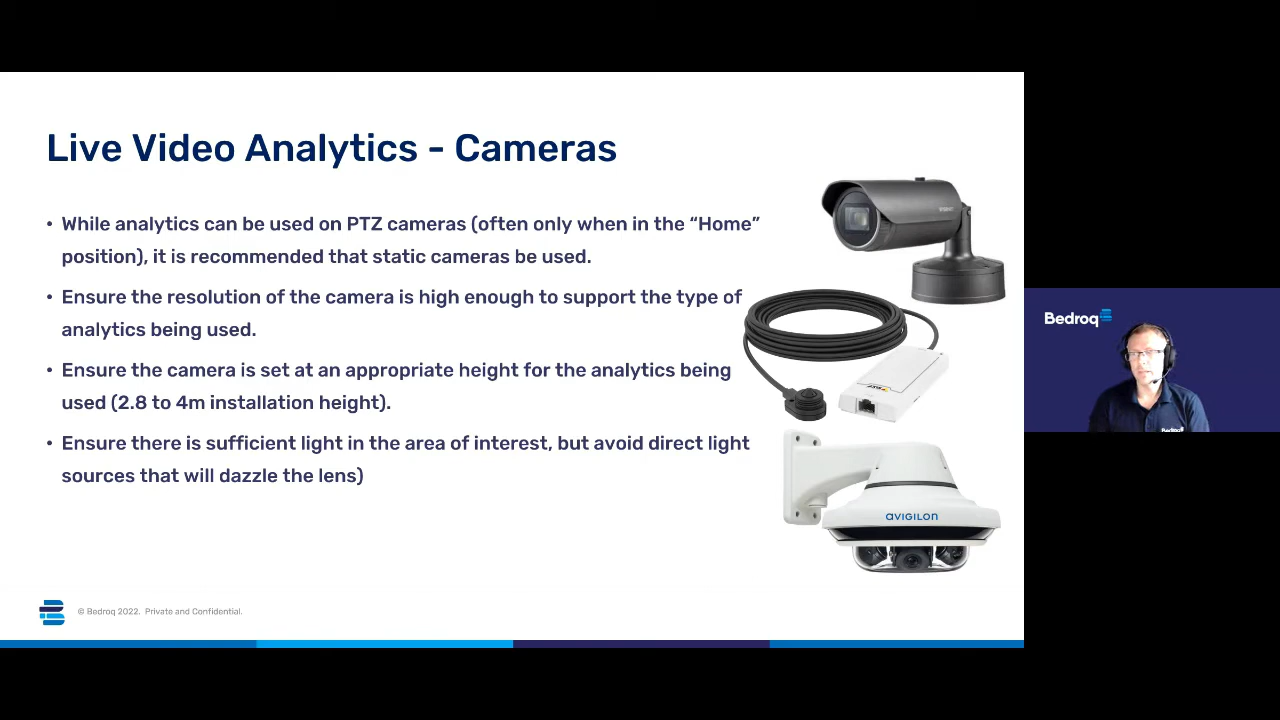 Live Video Analytics - Cameras
• While analytics can be used on PTZ cameras (often only when in the “Home”
position), it is recommended that static cameras be used.
• Ensure the resolution of the camera is high enough to support the type of
analytics being used.
• Ensure the camera is set at an appropriate height for the analytics being
used (2.8 to 4m installation height).
• Ensure there is sufficient light in the area of interest, but avoid direct light
sources that will dazzle the lens)
AXIS
AVIGILON
© Bedroq 2022. Private and Confidential.
Bedroq
Bedroq